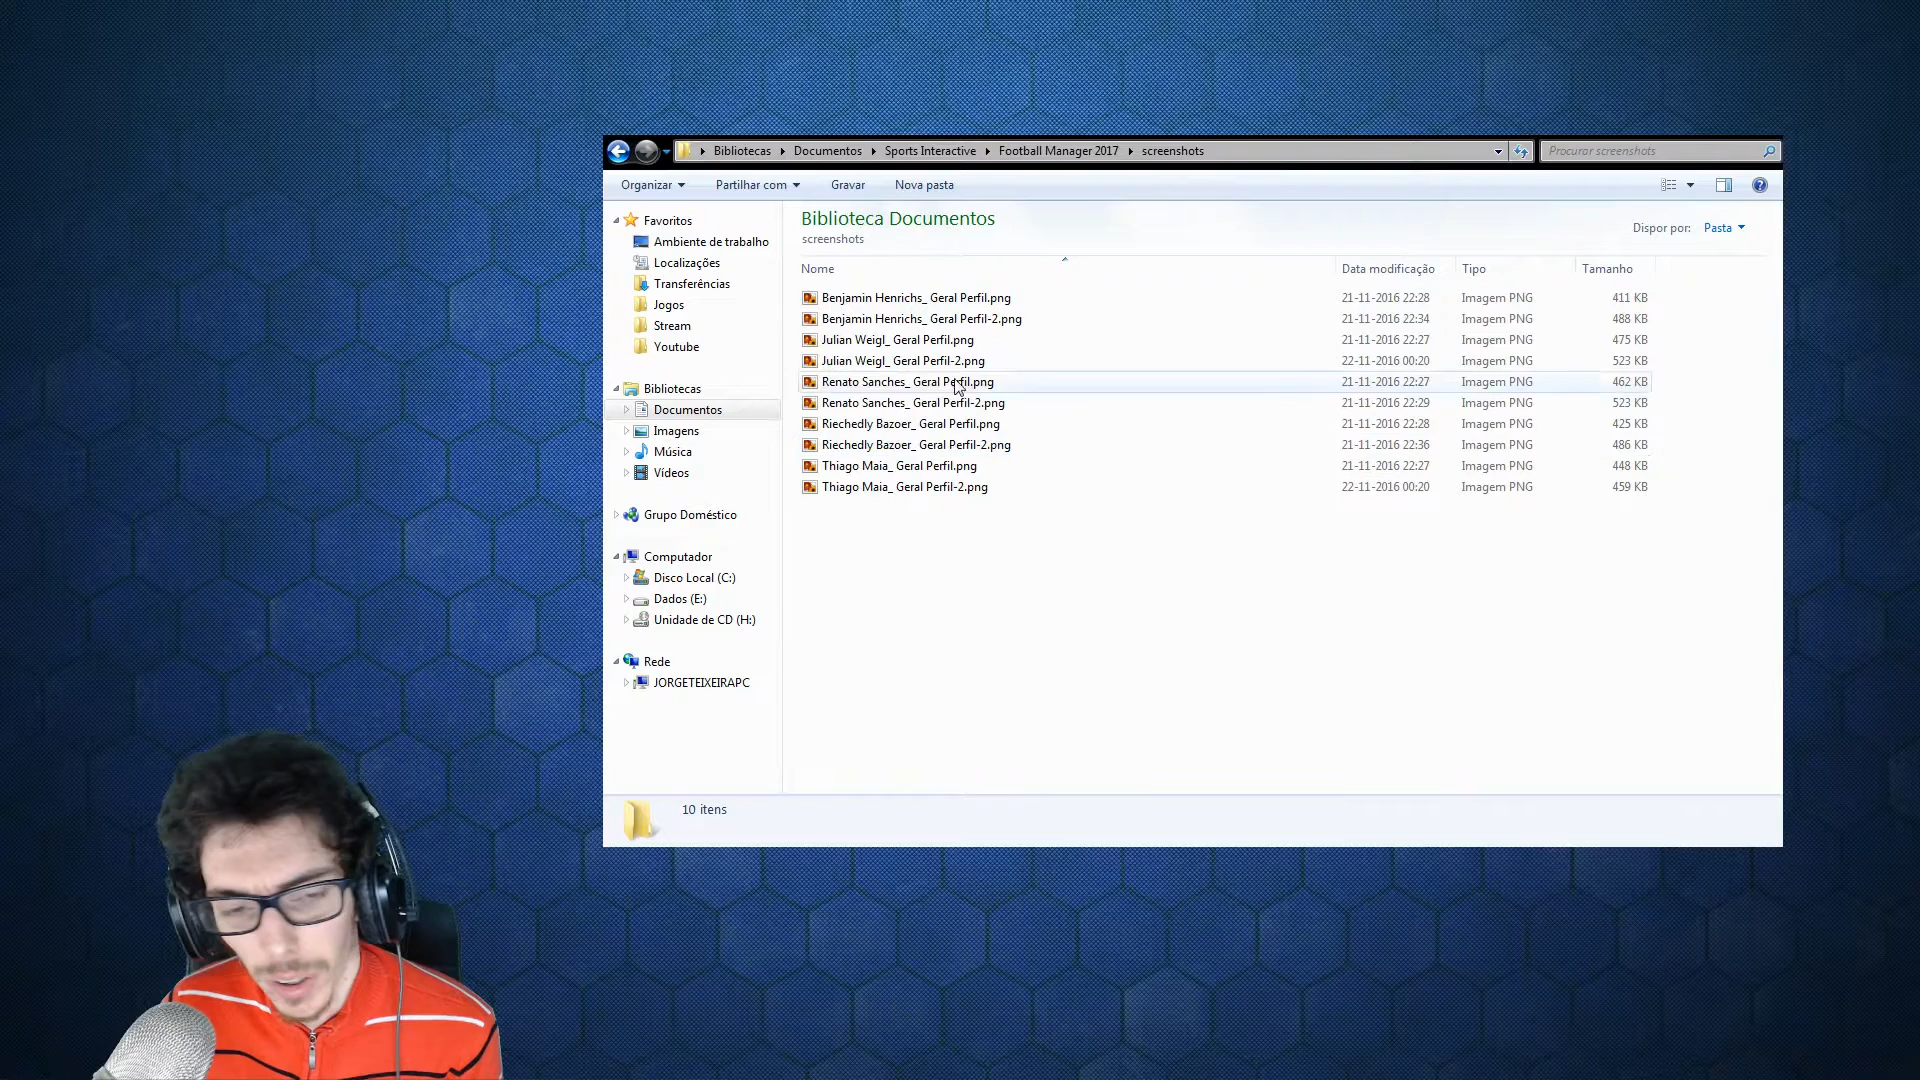 Bibliotecas Documentos Sports Interactive Football Manager 2017 screenshots Procurar screenshots
Organizar Partilhar com Gravar Nova pasta
Favoritos
Ambiente de trabalho
Localizações
Transferências
Jogos
Stream
Youtube
Bibliotecas
Documentos
Imagens
Música
Vídeos
Grupo Doméstico
Computador
Disco Local (C:)
Dados (E:)
Unidade de CD (H:)
Rede
JORGETEIXEIRAPC
Biblioteca Documentos
screenshots
Dispor por: Pasta
Nome Data modificação Tipo Tamanho
Benjamin Henrichs_ Geral Perfil.png 21-11-2016 22:28 Imagem PNG 411 KB
Benjamin Henrichs_ Geral Perfil-2.png 21-11-2016 22:34 Imagem PNG 488 KB
Julian Weigl_ Geral Perfil.png 21-11-2016 22:27 Imagem PNG 475 KB
Julian Weigl_ Geral Perfil-2.png 22-11-2016 00:20 Imagem PNG 523 KB
Renato Sanches_ Geral Perfil.png 21-11-2016 22:27 Imagem PNG 462 KB
Renato Sanches_ Geral Perfil-2.png 21-11-2016 22:29 Imagem PNG 523 KB
Riechedly Bazoer_ Geral Perfil.png 21-11-2016 22:28 Imagem PNG 425 KB
Riechedly Bazoer_ Geral Perfil-2.png 21-11-2016 22:36 Imagem PNG 486 KB
Thiago Maia_ Geral Perfil.png 21-11-2016 22:27 Imagem PNG 448 KB
Thiago Maia_ Geral Perfil-2.png 22-11-2016 00:20 Imagem PNG 459 KB
10 itens